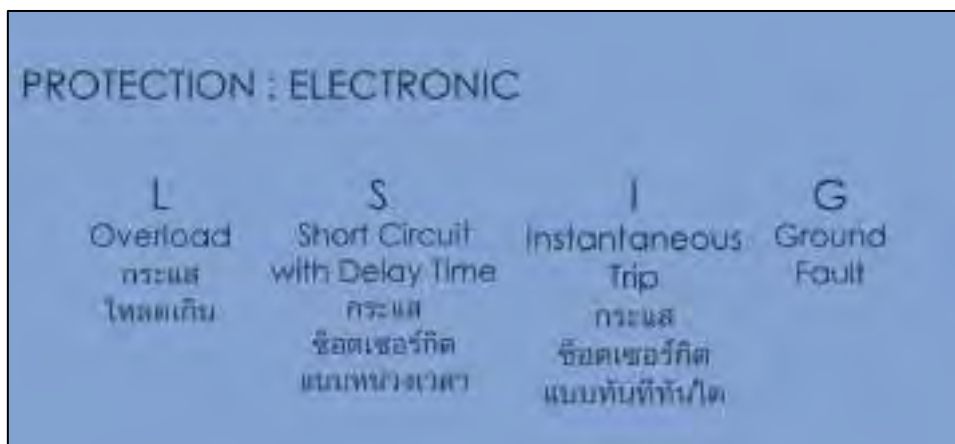 PROTECTION : ELECTRONIC
L
Overload
กระแส
โหลดเกิน
S
Short Circuit
with Delay Time
กระแส
ช๊อตเซอร์กิต
แบบหน่วงเวลา
I
Instantaneous
Trip
กระแส
ช๊อตเซอร์กิต
แบบทันทีทันใด
G
Ground
Fault